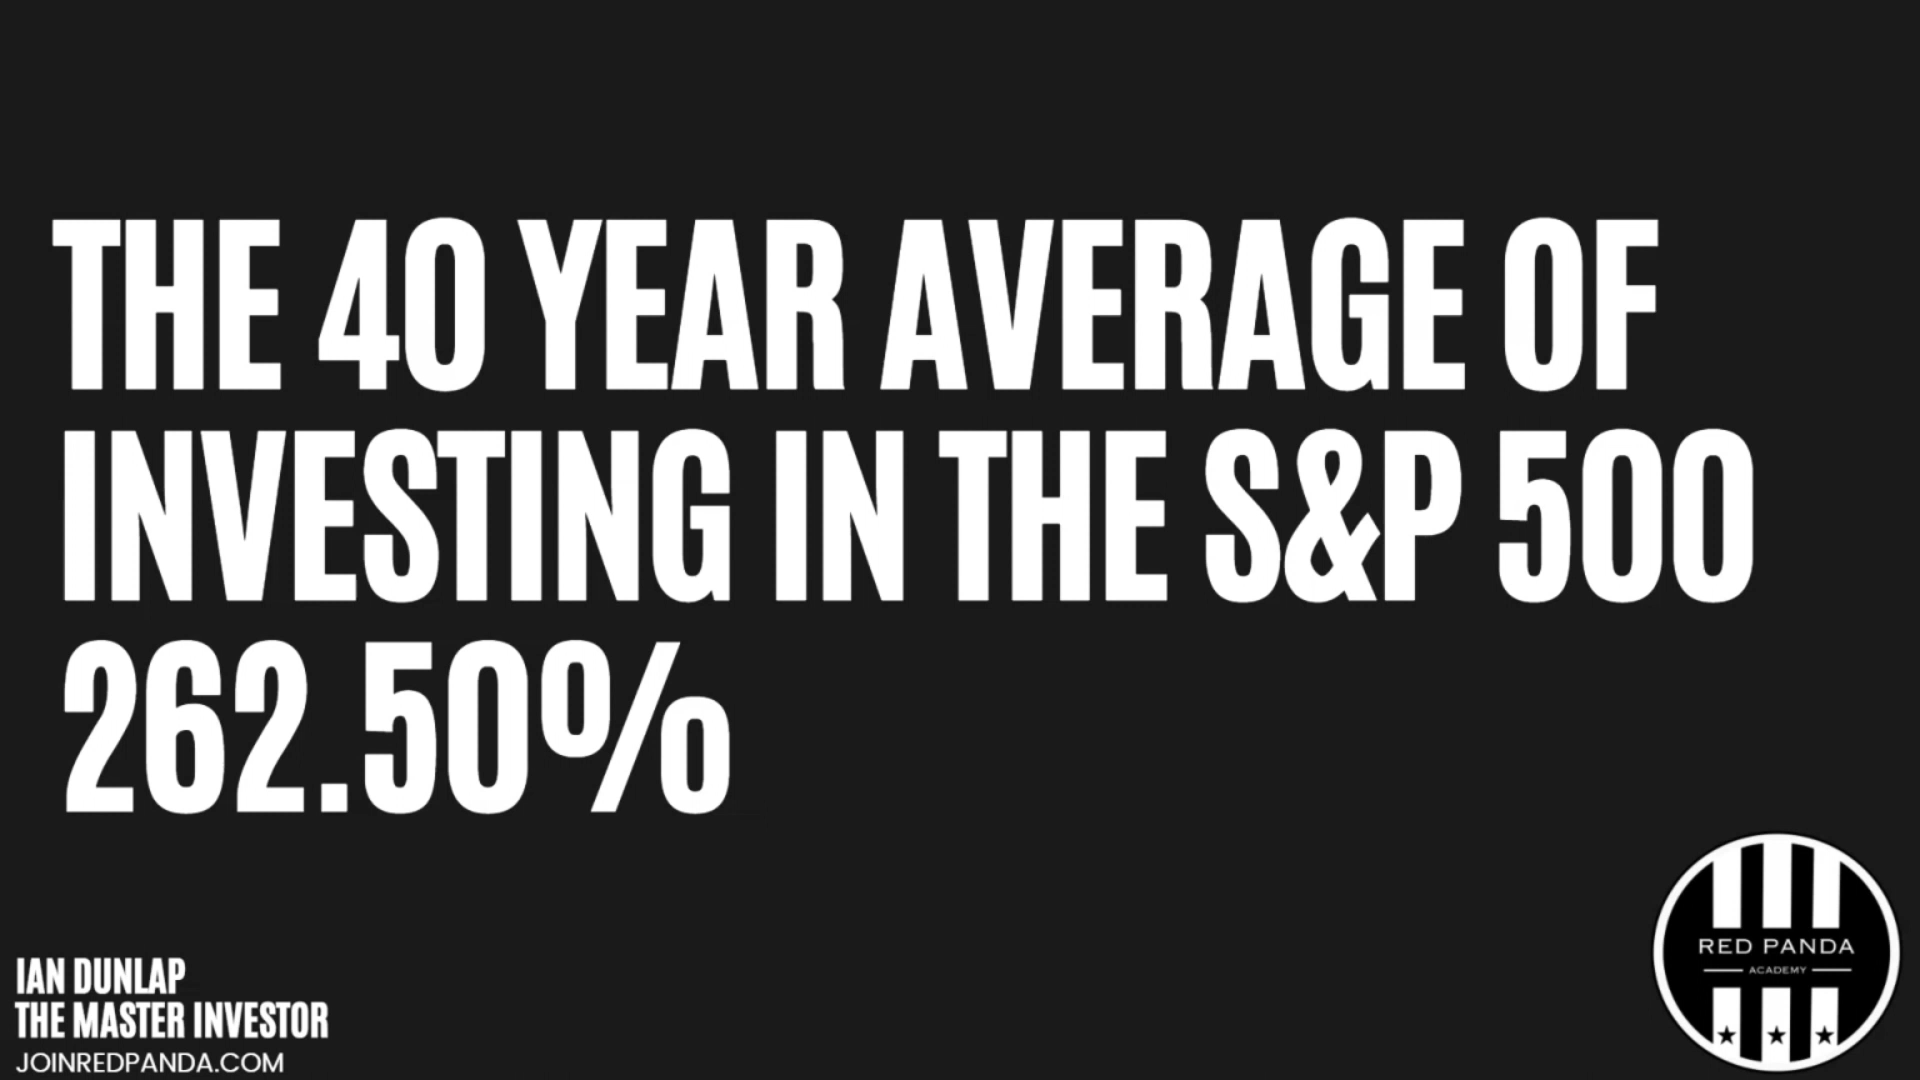 THE 40 YEAR AVERAGE OF
INVESTING IN THE S&P 500
262.50%
IAN DUNLAP
THE MASTER INVESTOR
JOINREDPANDA.COM
RED PANDA
ACADEMY